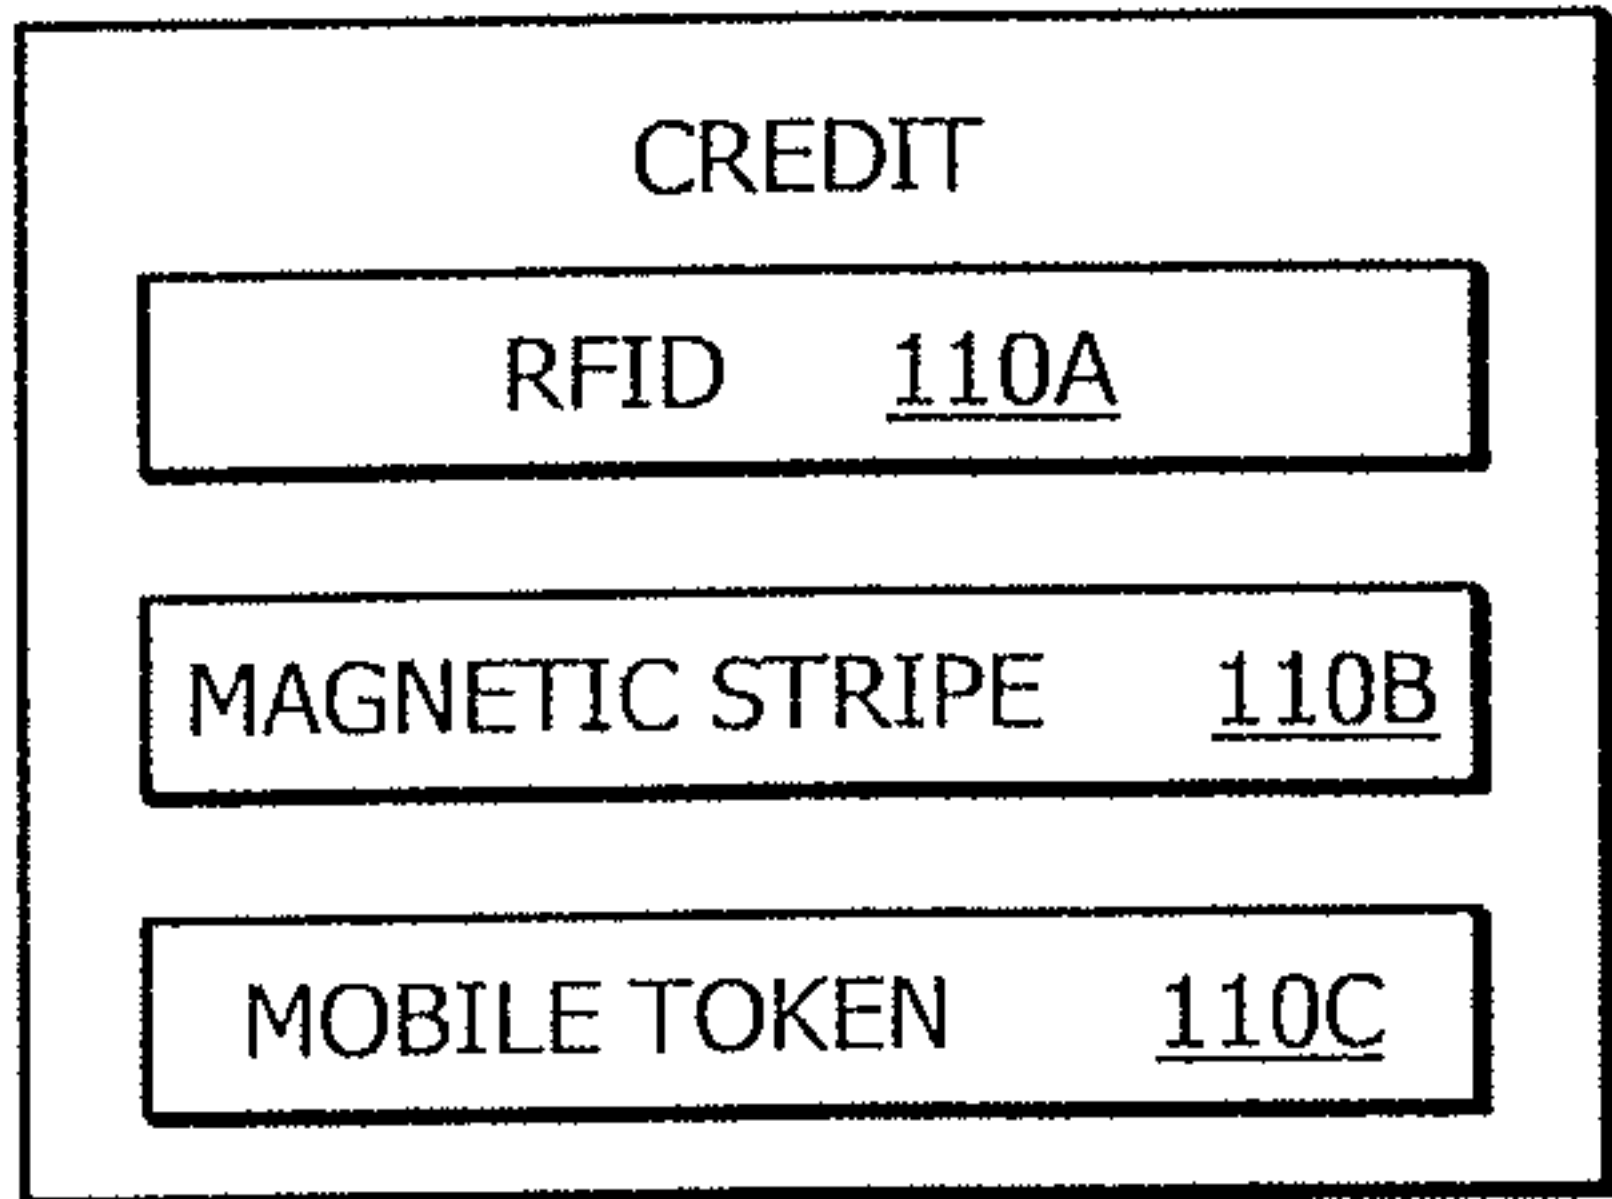 CREDIT
RFID 110A
MAGNETIC STRIPE 110B
MOBILE TOKEN 110C